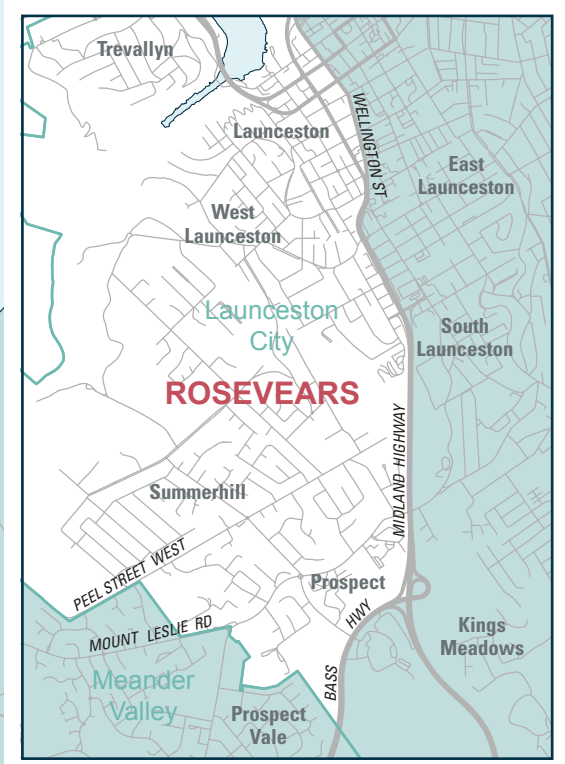 Trevallyn
WELLINGTON ST
Launceston
East
Launceston
West
Launceston
Launceston
City
South
Launceston
ROSEVEARS
MIDLAND HIGHWAY
Summerhill
PEEL STREET WEST
Prospect
BASS HWY
MOUNT LESLIE RD
Kings
Meadows
Meander
Valley
Prospect
Vale